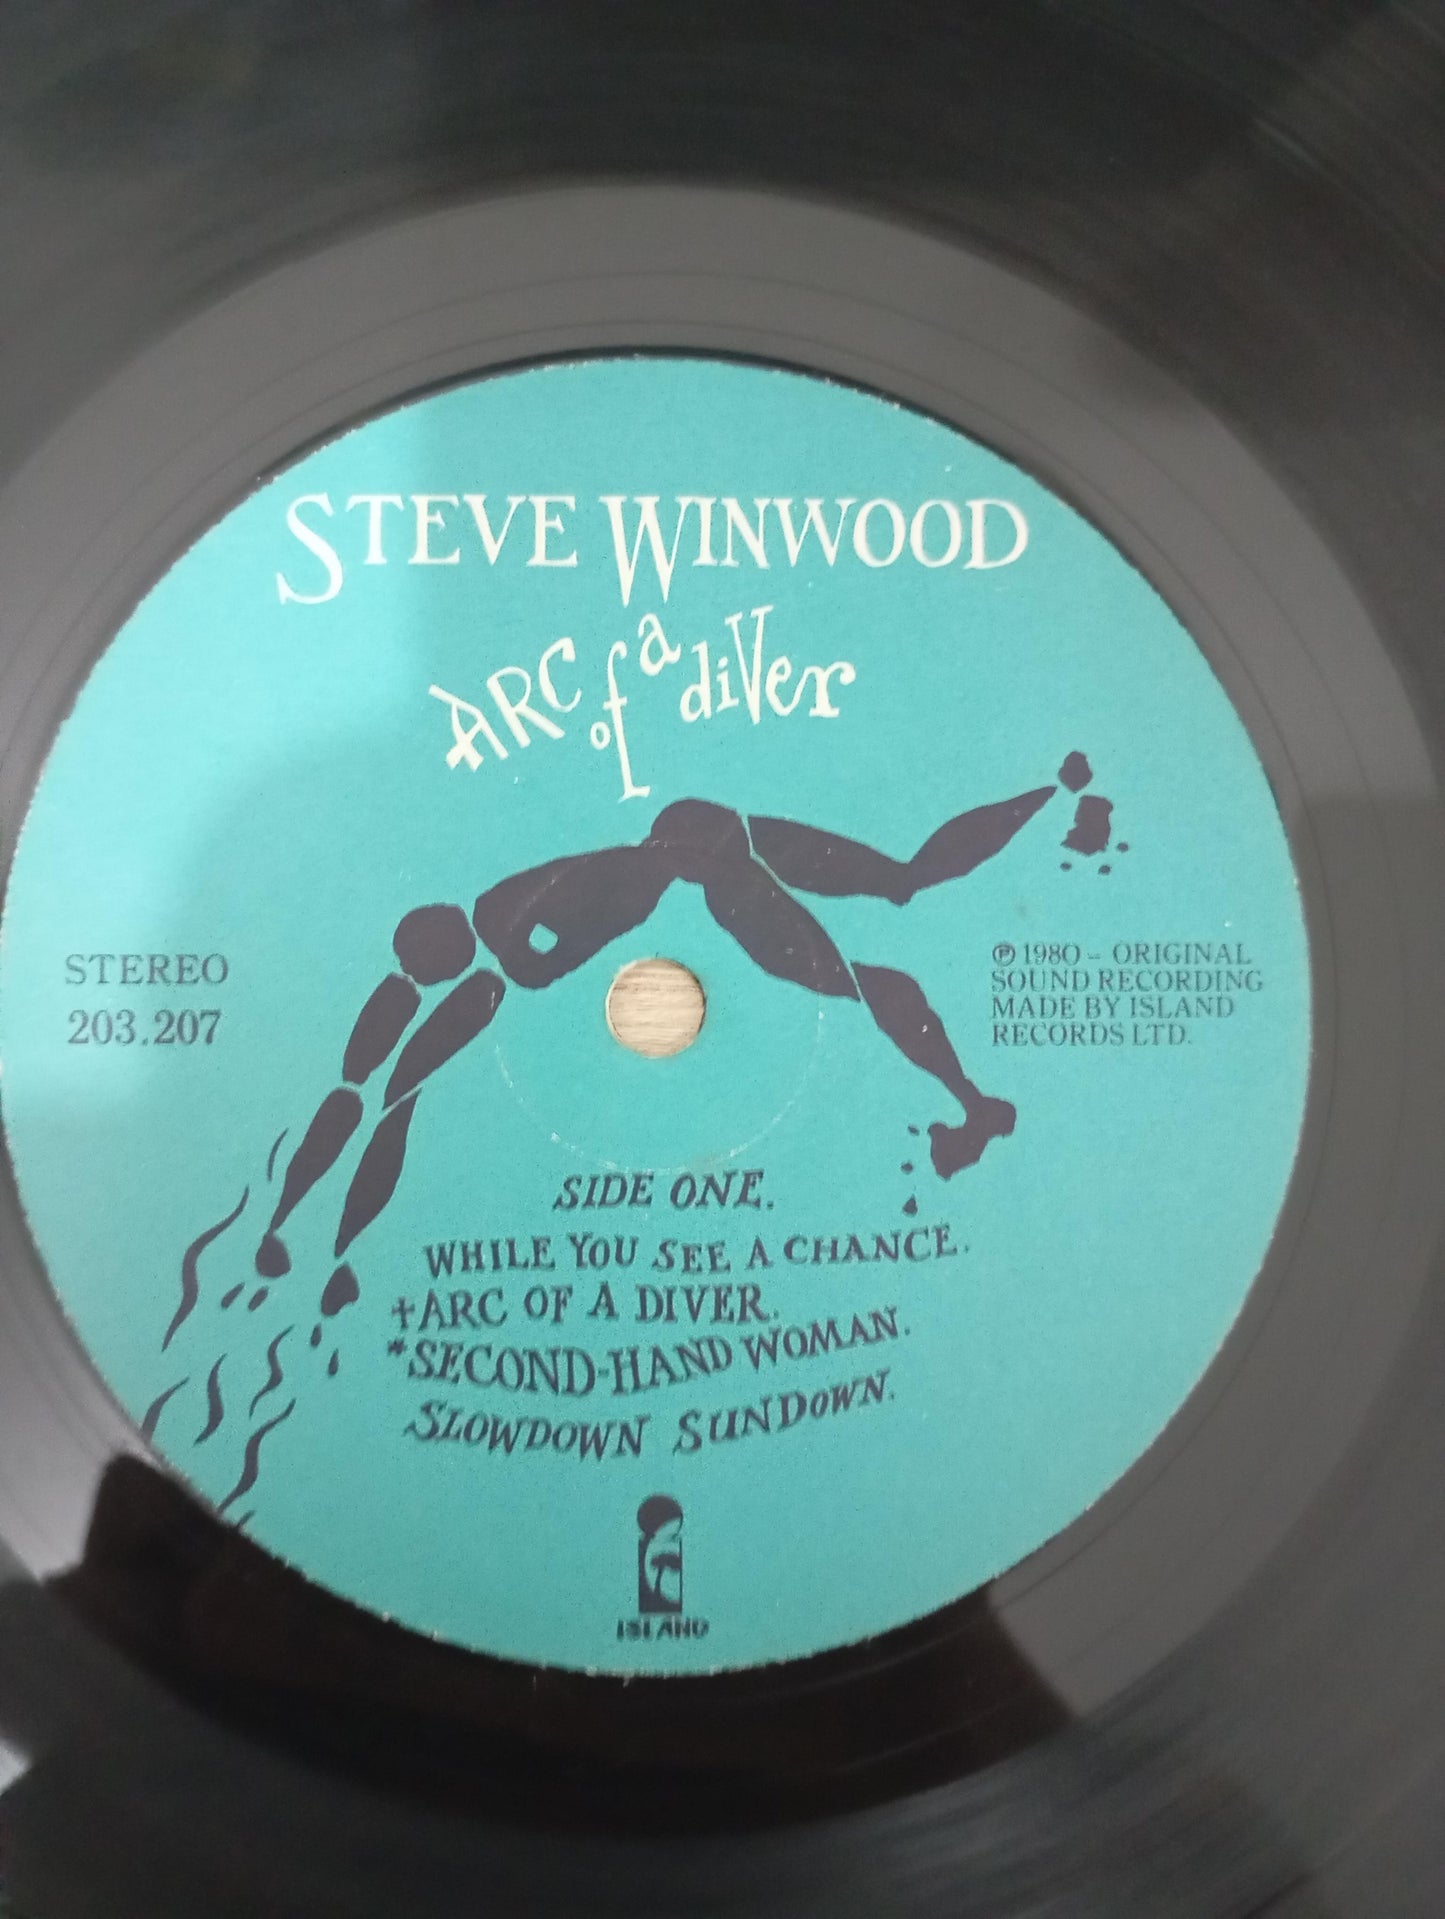 STEVE WINWOOD
ARC of a diVer
STEREO
203.207
℗ 1980 - ORIGINAL
SOUND RECORDING
MADE BY ISLAND
RECORDS LTD.
SIDE ONE.
WHILE YOU SEE A CHANCE.
†ARC OF A DIVER.
*SECOND-HAND WOMAN.
SLOWDOWN SUNDOWN.
ISLAND